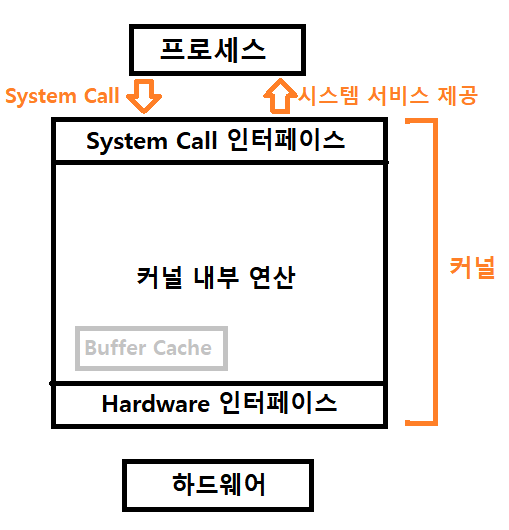 프로세스
System Call
시스템 서비스 제공
System Call 인터페이스
커널 내부 연산
커널
Buffer Cache
Hardware 인터페이스
하드웨어